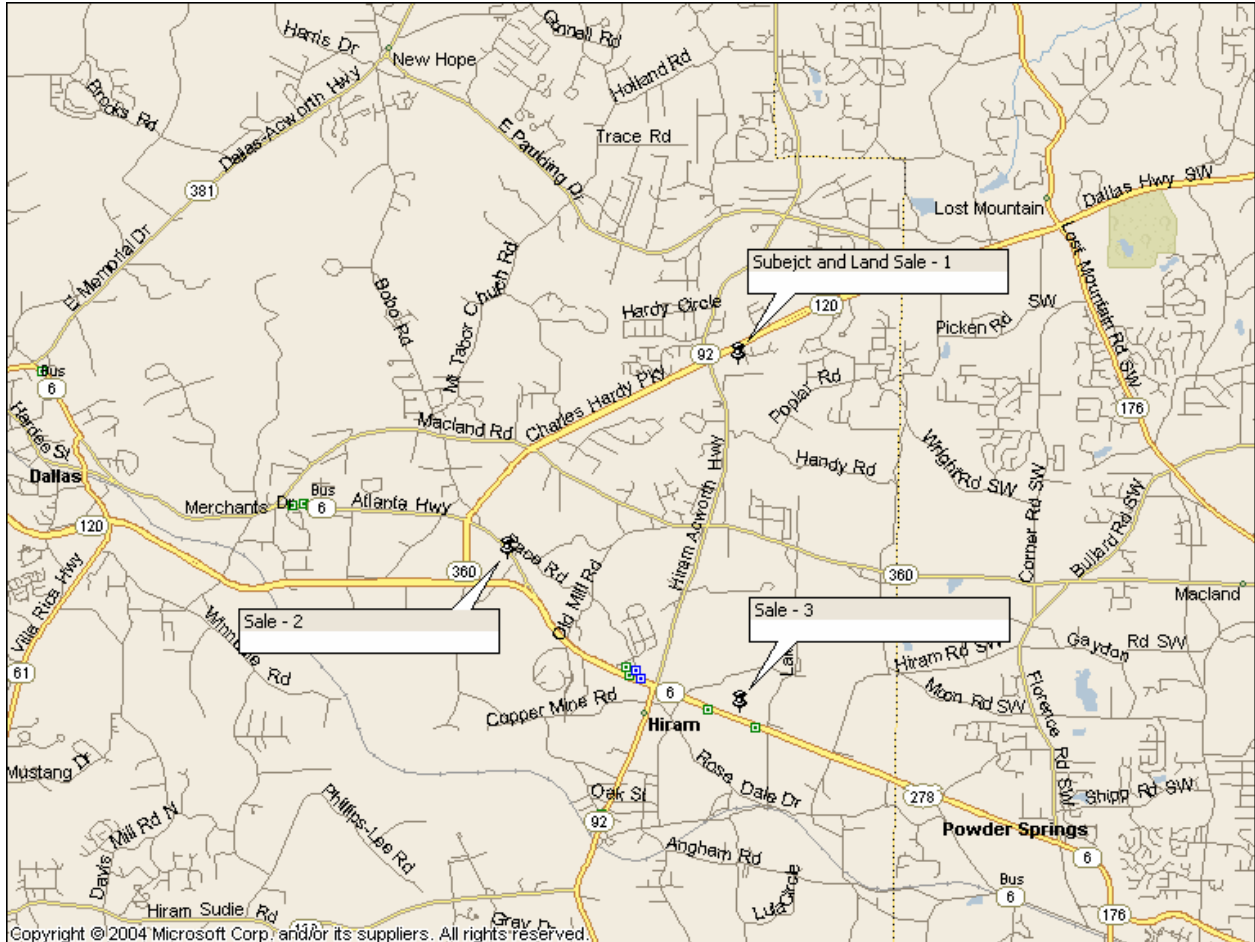 Harris Dr
Connall Rd
New Hope
Holland Rd
Brooks Rd
Dallas-Acworth Hwy
E Paulding Dr
Trace Rd
381
Lost Mountain
Dallas Hwy SW
E Memorial Dr
Mt Tabor Church Rd
Bobo Rd
Lost Mountain Rd SW
Subejct and Land Sale - 1
Hardy Circle
120
Picken Rd SW
92
Bus
6
Charles Hardy Pky
Poplar Rd
176
Hardee St
Macland Rd
Hiram Acworth Hwy
Handy Rd
Wright Rd SW
Dallas
Corner Rd SW
Bullard Rd SW
Merchants Dr
Bus
6
Atlanta Hwy
120
Pace Rd
360
Old Mill Rd
360
Macland
Villa Rica Hwy
Sale - 2
Sale - 3
Gaydon Rd SW
Hiram Rd SW
61
6
Moon Rd SW
Copper Mine Rd
Hiram
Florence Rd SW
Mustang Dr
Rose Dale Dr
Oak St
278
Shipp Rd SW
Phillips-Lee Rd
92
Powder Springs
Davis Mill Rd N
Angham Rd
6
Bus
6
Lula Circle
Hiram Sudie Rd
Gray Dr
176
Copyright © 2004 Microsoft Corp. and/or its suppliers. All rights reserved.